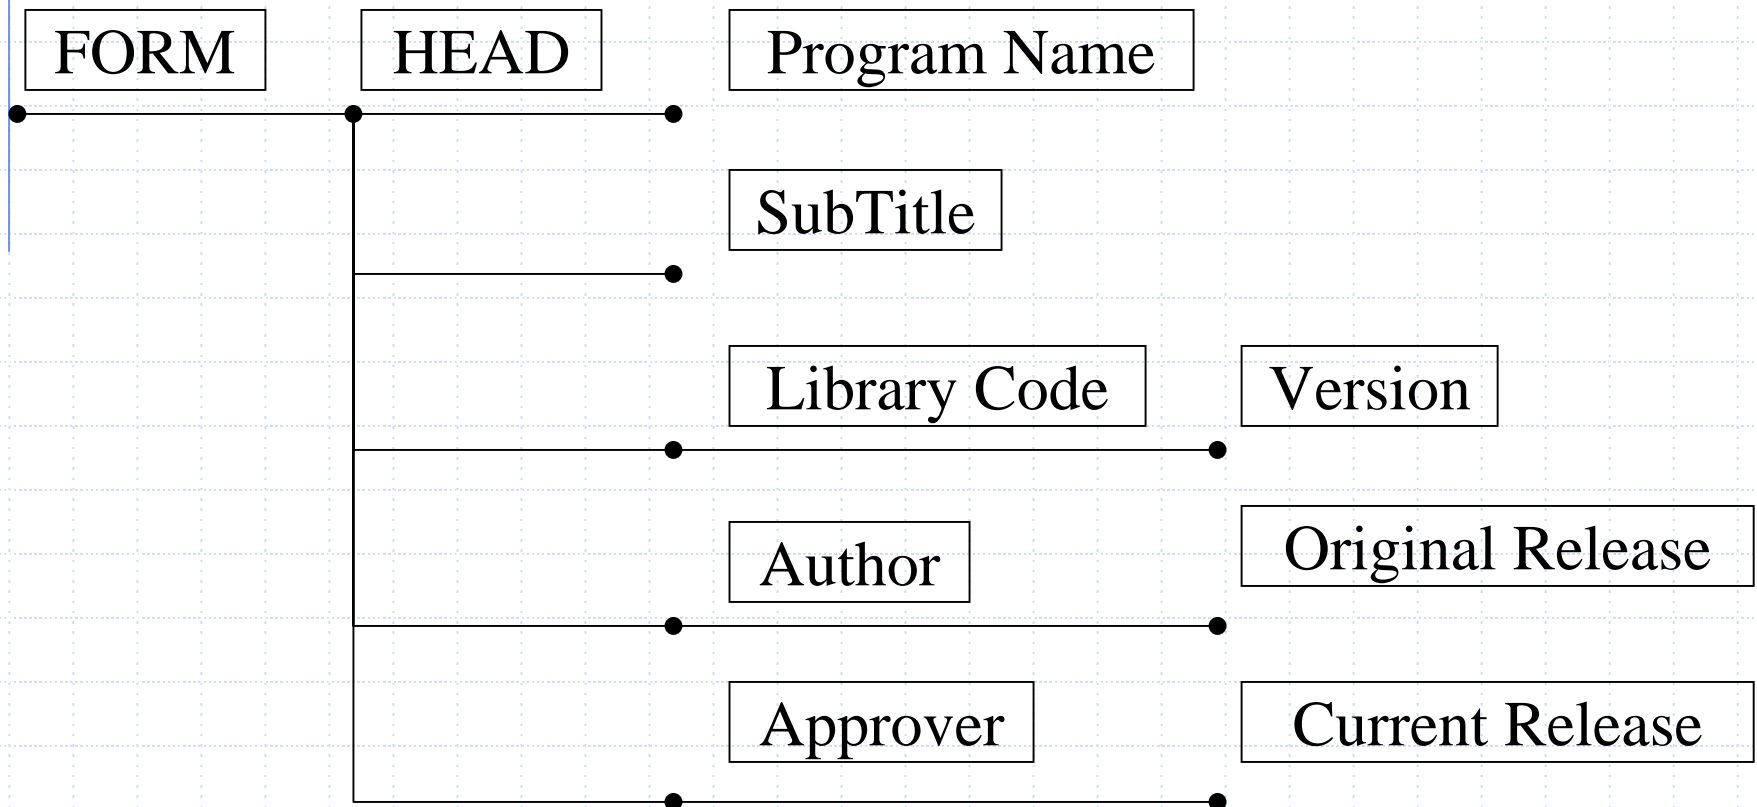 FORM HEAD Program Name
SubTitle
Library Code Version
Author Original Release
Approver Current Release